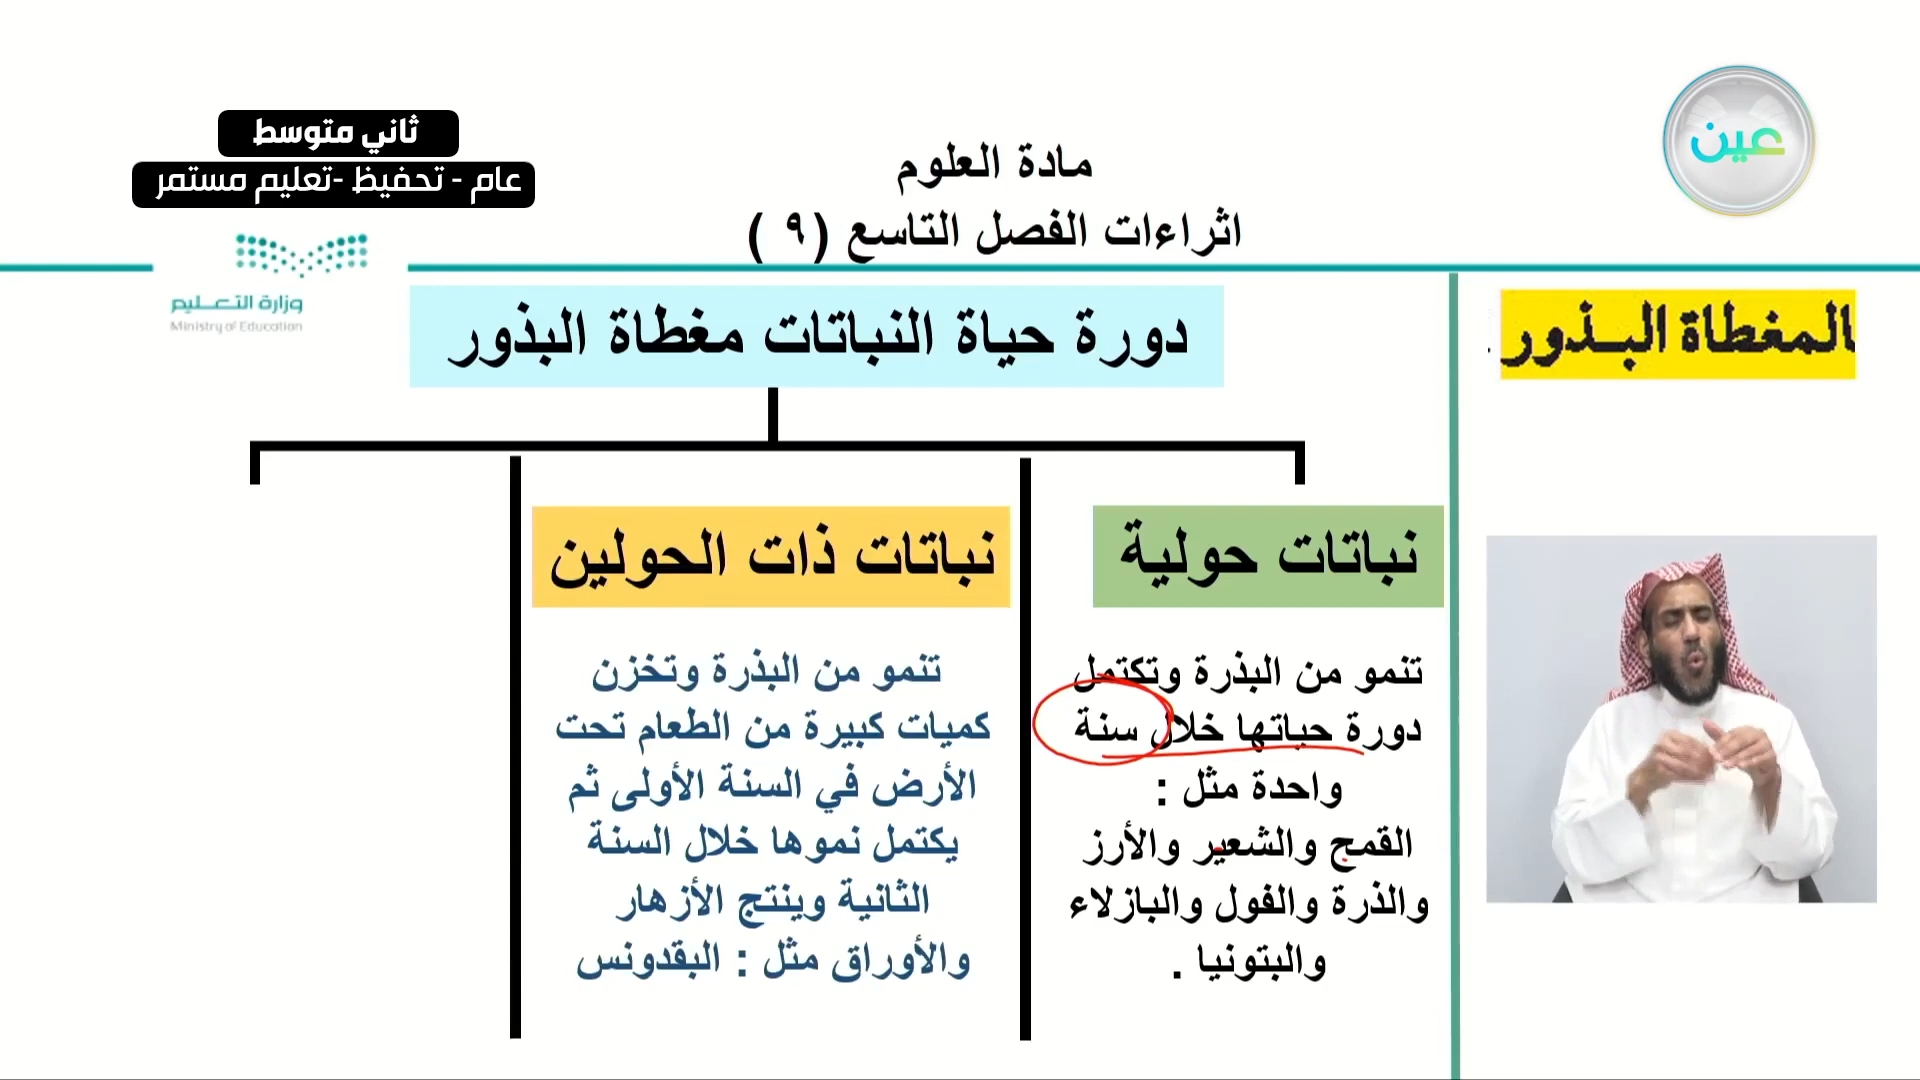 ثاني متوسط
عام - تحفيظ -تعليم مستمر
عين
مادة العلوم
اثراءات الفصل التاسع (٩ )
وزارة التعليم
Ministry of Education
المغطاة البذور
دورة حياة النباتات مغطاة البذور
نباتات حولية
تنمو من البذرة وتكتمل
دورة حياتها خلال سنة
واحدة مثل :
القمح والشعير والأرز
والذرة والفول والبازلاء
والبتونيا .
نباتات ذات الحولين
تنمو من البذرة وتخزن
كميات كبيرة من الطعام تحت
الأرض في السنة الأولى ثم
يكتمل نموها خلال السنة
الثانية وينتج الأزهار
والأوراق مثل : البقدونس